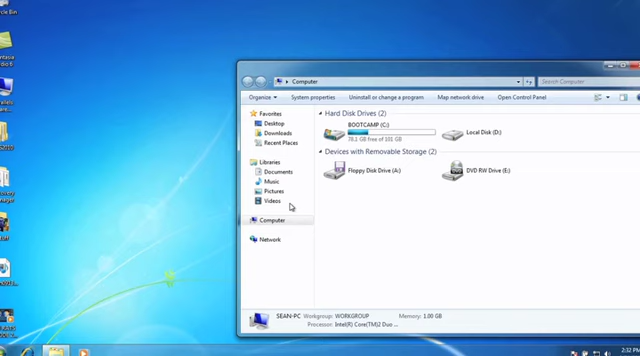 Computer
Search Computer
Organize
System properties
Uninstall or change a program
Map network drive
Open Control Panel
Favorites
Desktop
Downloads
Recent Places
Libraries
Documents
Music
Pictures
Videos
Computer
Network
Hard Disk Drives (2)
BOOTCAMP (C:)
78.1 GB free of 101 GB
Local Disk (D:)
Devices with Removable Storage (2)
Floppy Disk Drive (A:)
DVD RW Drive (E:)
SEAN-PC Workgroup: WORKGROUP Memory: 1.00 GB
Processor: Intel(R) Core(TM)2 Duo ...
2:32 PM